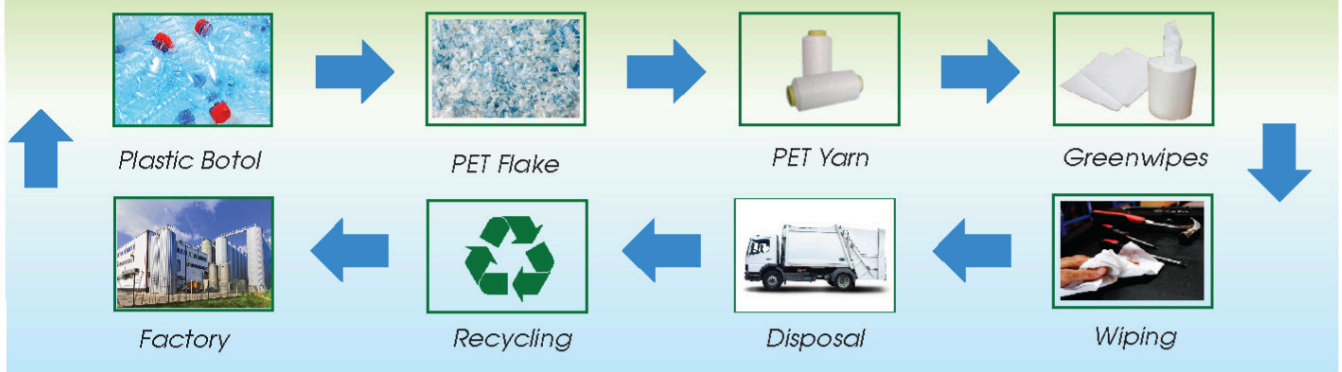 Plastic Botol
PET Flake
PET Yarn
Greenwipes
Factory
Recycling
Disposal
Wiping